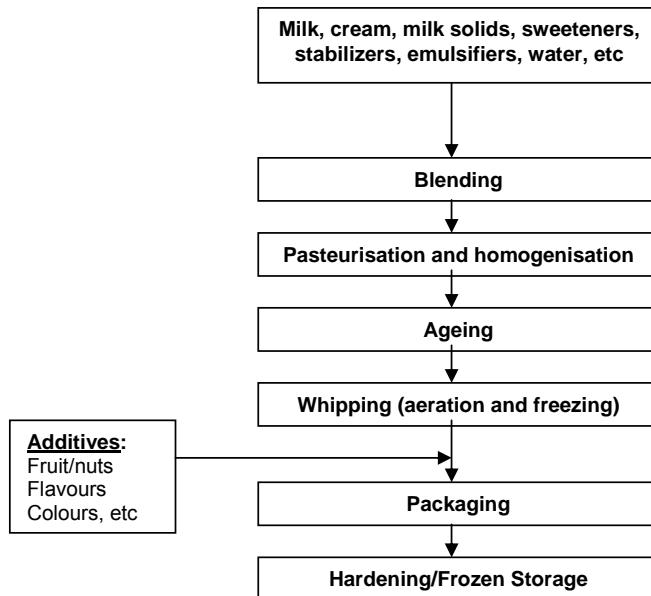 Milk, cream, milk solids, sweeteners,
stabilizers, emulsifiers, water, etc
Blending
Pasteurisation and homogenisation
Ageing
Whipping (aeration and freezing)
Additives:
Fruit/nuts
Flavours
Colours, etc
Packaging
Hardening/Frozen Storage